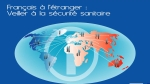 Français à l'étranger :
Veiller à la sécurité sanitaire